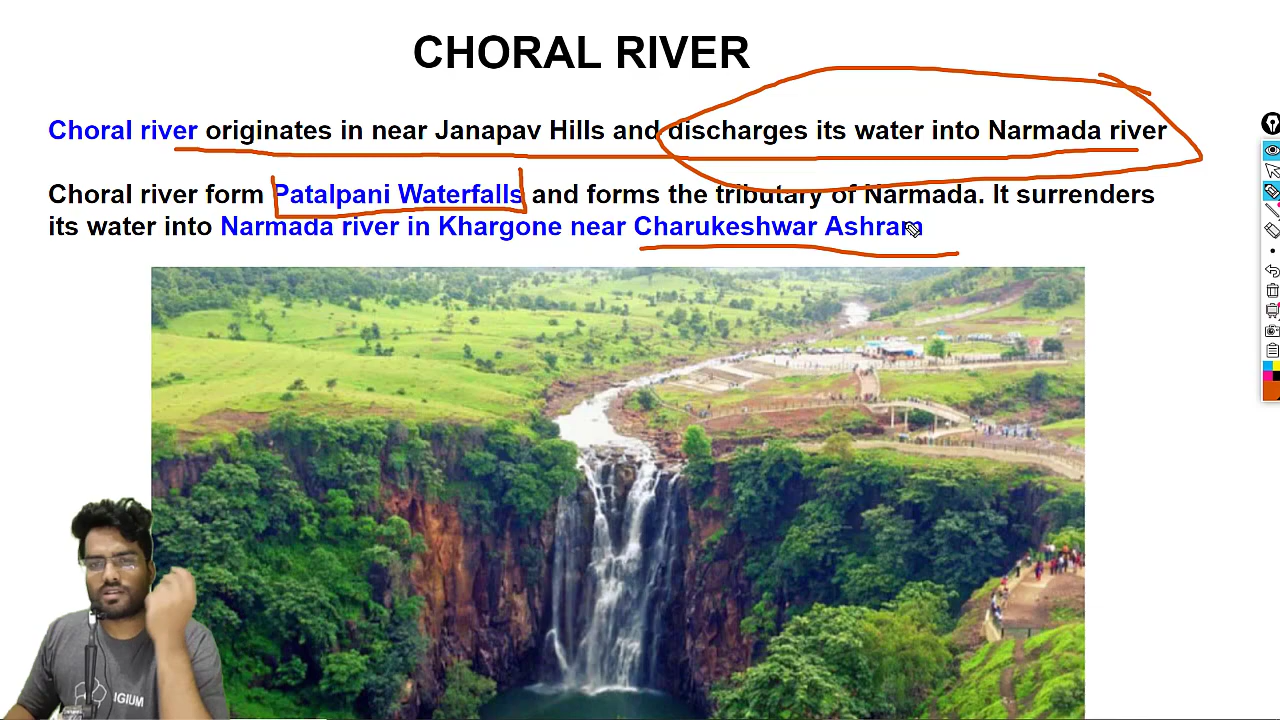 CHORAL RIVER
Choral river originates in near Janapav Hills and discharges its water into Narmada river
Choral river form Patalpani Waterfalls and forms the tributary of Narmada. It surrenders
its water into Narmada river in Khargone near Charukeshwar Ashram
IGIUM